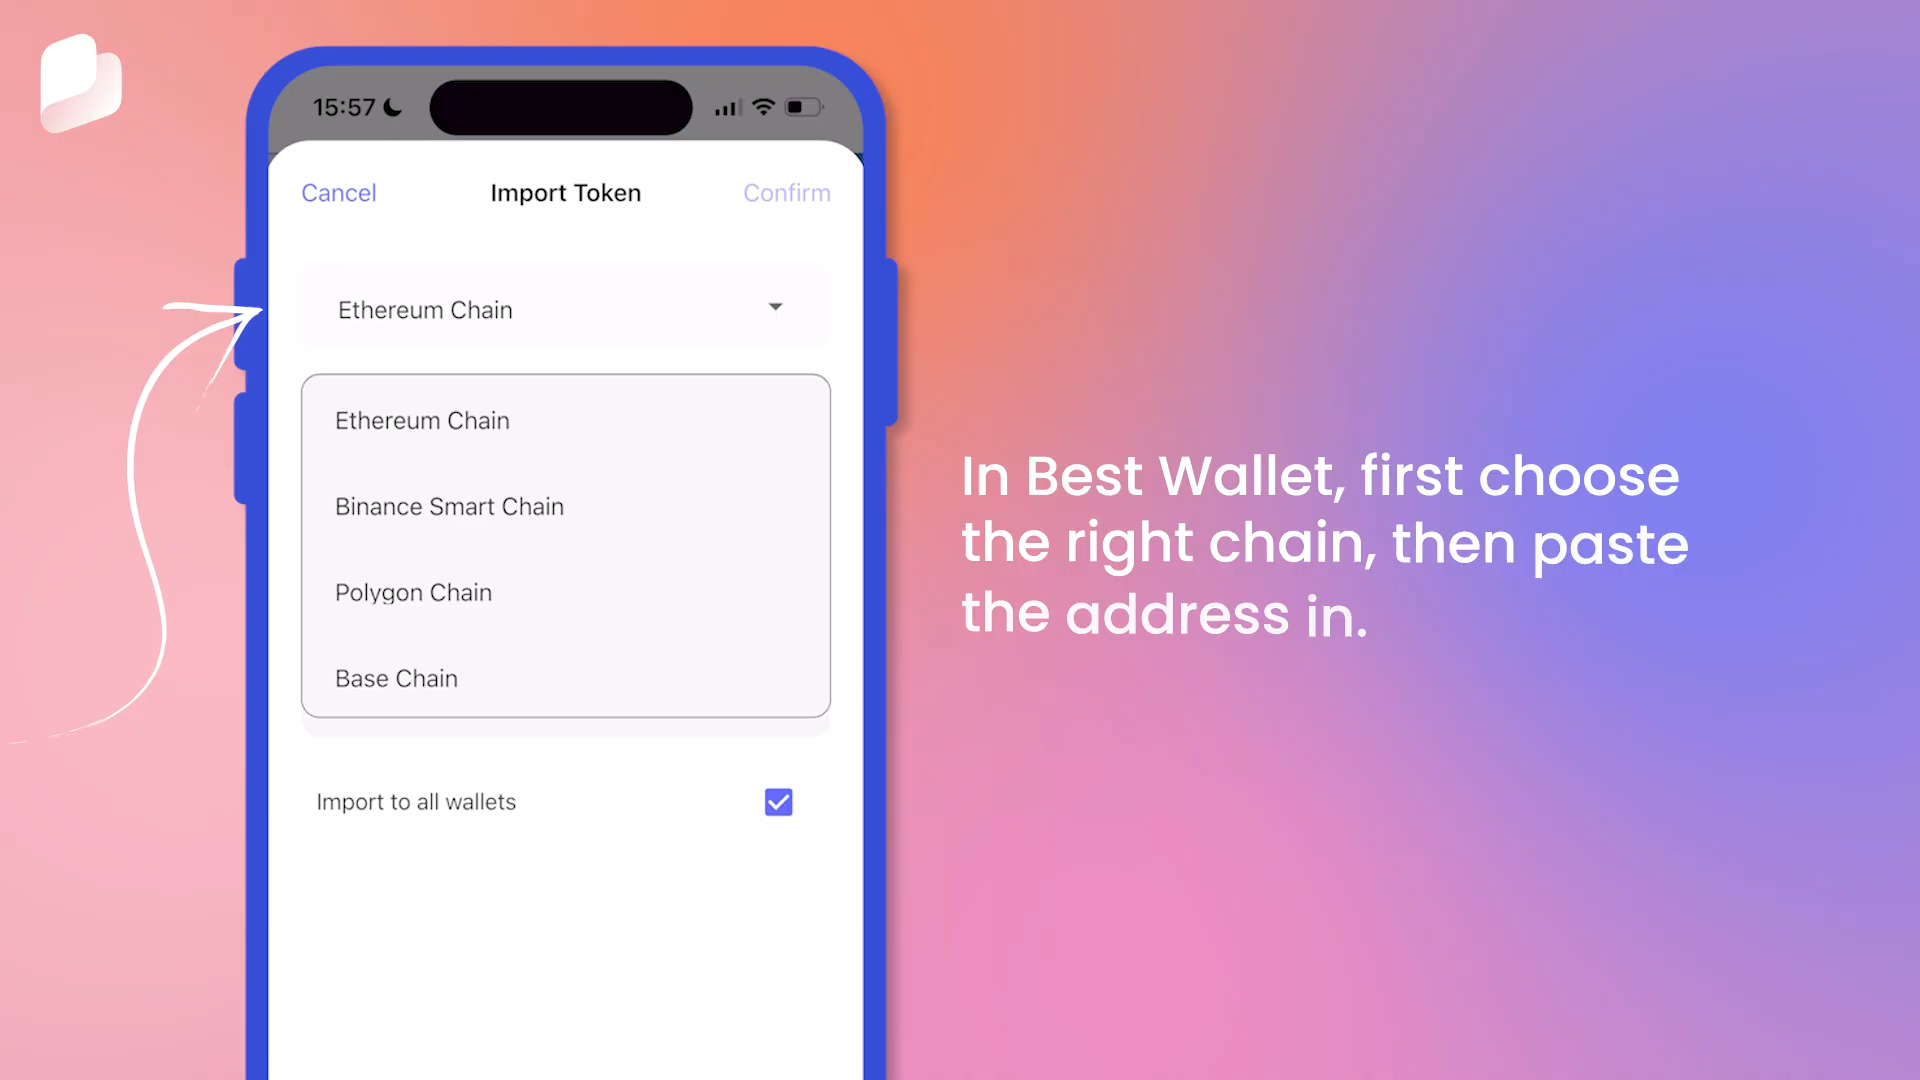 15:57
Cancel
Import Token
Confirm
Ethereum Chain
Ethereum Chain
Binance Smart Chain
Polygon Chain
Base Chain
Import to all wallets
In Best Wallet, first choose
the right chain, then paste
the address in.